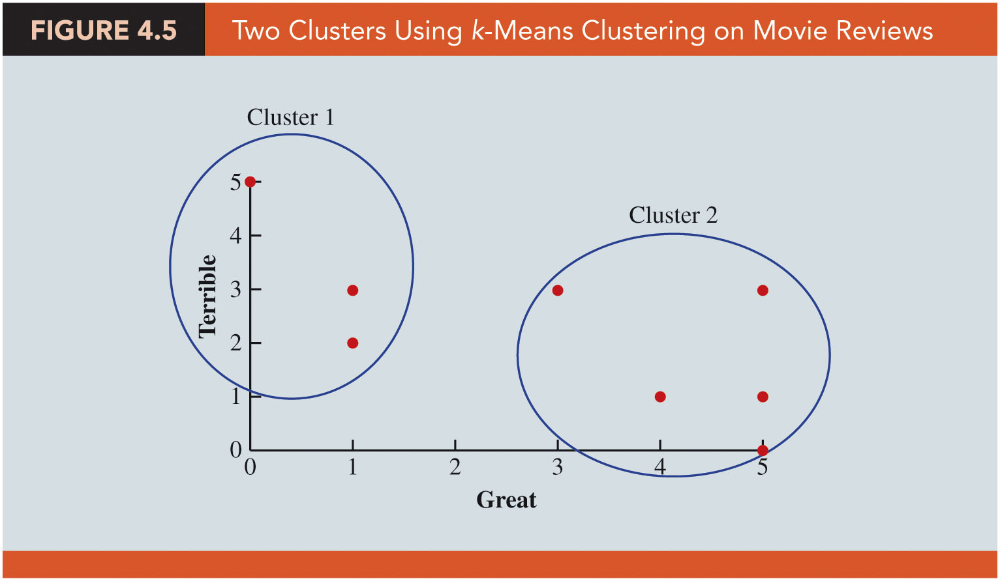 FIGURE 4.5 Two Clusters Using k-Means Clustering on Movie Reviews
Cluster 1
Cluster 2
Terrible
5
4
3
2
1
0
0 1 2 3 4 5
Great